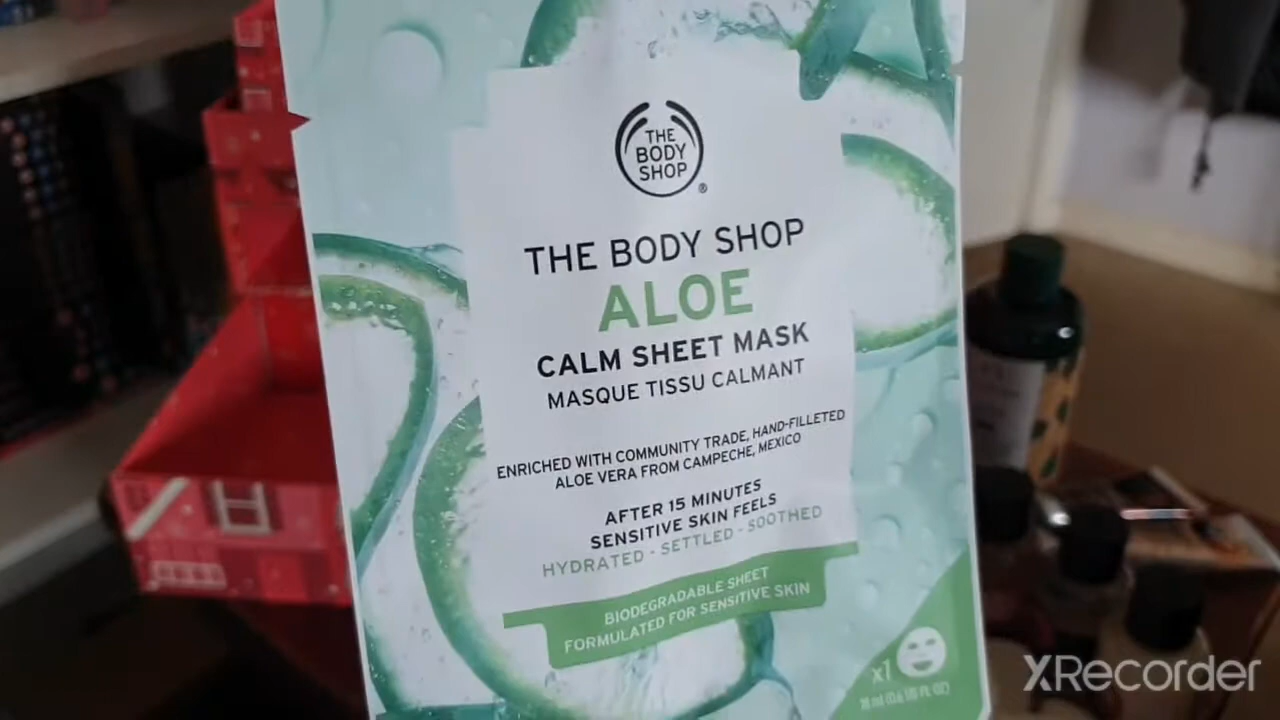 THE
BODY
SHOP
®
THE BODY SHOP
ALOE
CALM SHEET MASK
MASQUE TISSU CALMANT
ENRICHED WITH COMMUNITY TRADE, HAND-FILLETED
ALOE VERA FROM CAMPECHE, MEXICO
AFTER 15 MINUTES
SENSITIVE SKIN FEELS
HYDRATED - SETTLED - SOOTHED
BIODEGRADABLE SHEET
FORMULATED FOR SENSITIVE SKIN
x1
XRecorder